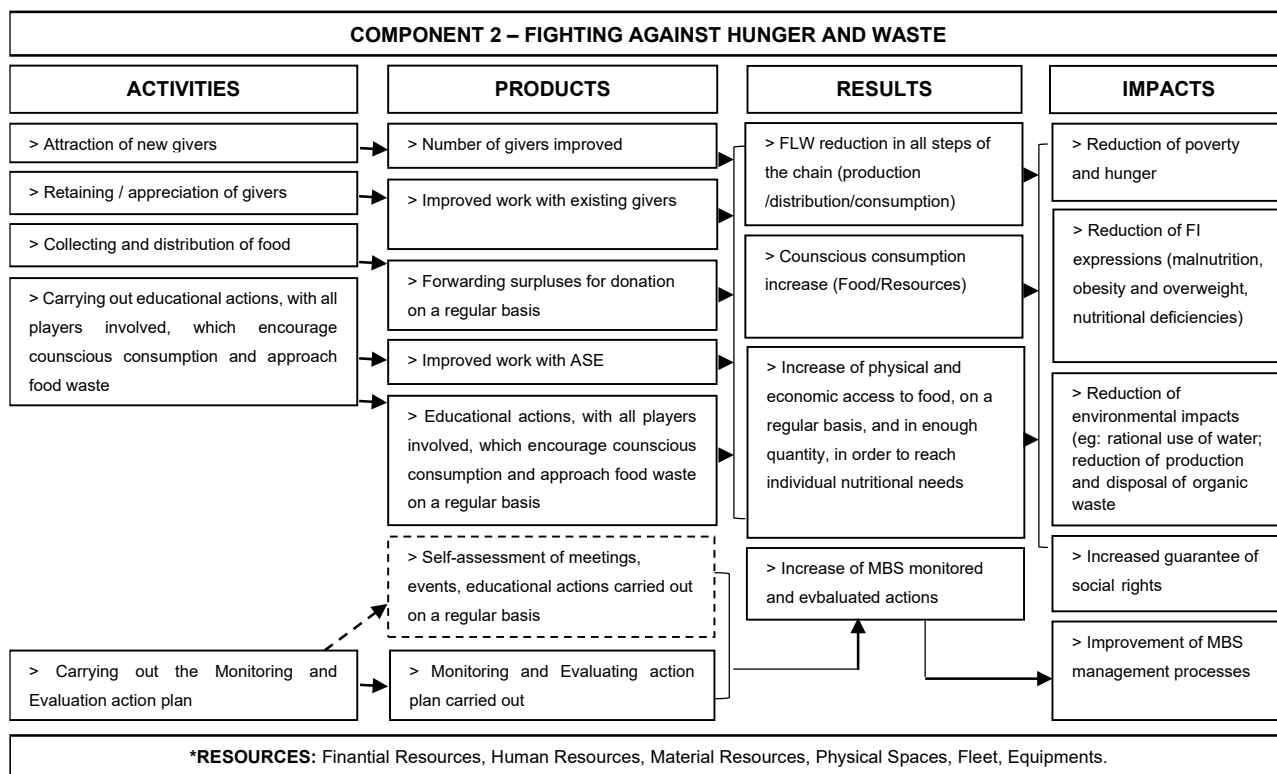 COMPONENT 2 – FIGHTING AGAINST HUNGER AND WASTE
ACTIVITIES
> Attraction of new givers
> Retaining / appreciation of givers
> Collecting and distribution of food
> Carrying out educational actions, with all
players involved, which encourage
counscious consumption and approach
food waste
> Carrying out the Monitoring and
Evaluation action plan
PRODUCTS
> Number of givers improved
> Improved work with existing givers
> Forwarding surpluses for donation
on a regular basis
> Improved work with ASE
> Educational actions, with all players
involved, which encourage counscious
consumption and approach food waste
on a regular basis
> Self-assessment of meetings,
events, educational actions carried out
on a regular basis
> Monitoring and Evaluating action
plan carried out
RESULTS
> FLW reduction in all steps of
the chain (production
/distribution/consumption)
> Counscious consumption
increase (Food/Resources)
> Increase of physical and
economic access to food, on a
regular basis, and in enough
quantity, in order to reach
individual nutritional needs
> Increase of MBS monitored
and evbaluated actions
IMPACTS
> Reduction of poverty
and hunger
> Reduction of FI
expressions (malnutrition,
obesity and overweight,
nutritional deficiencies)
> Reduction of
environmental impacts
(eg: rational use of water;
reduction of production
and disposal of organic
waste
> Increased guarantee of
social rights
> Improvement of MBS
management processes
*RESOURCES: Finantial Resources, Human Resources, Material Resources, Physical Spaces, Fleet, Equipments.